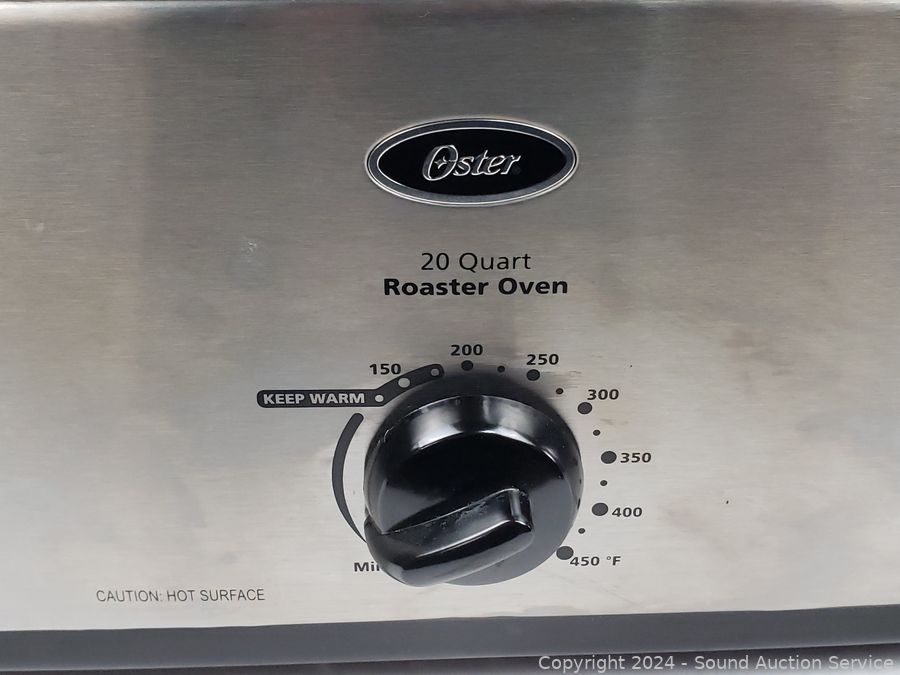 Oster
20 Quart
Roaster Oven
200
150
250
KEEP WARM
300
350
400
450 °F
CAUTION: HOT SURFACE
Copyright 2024 - Sound Auction Service